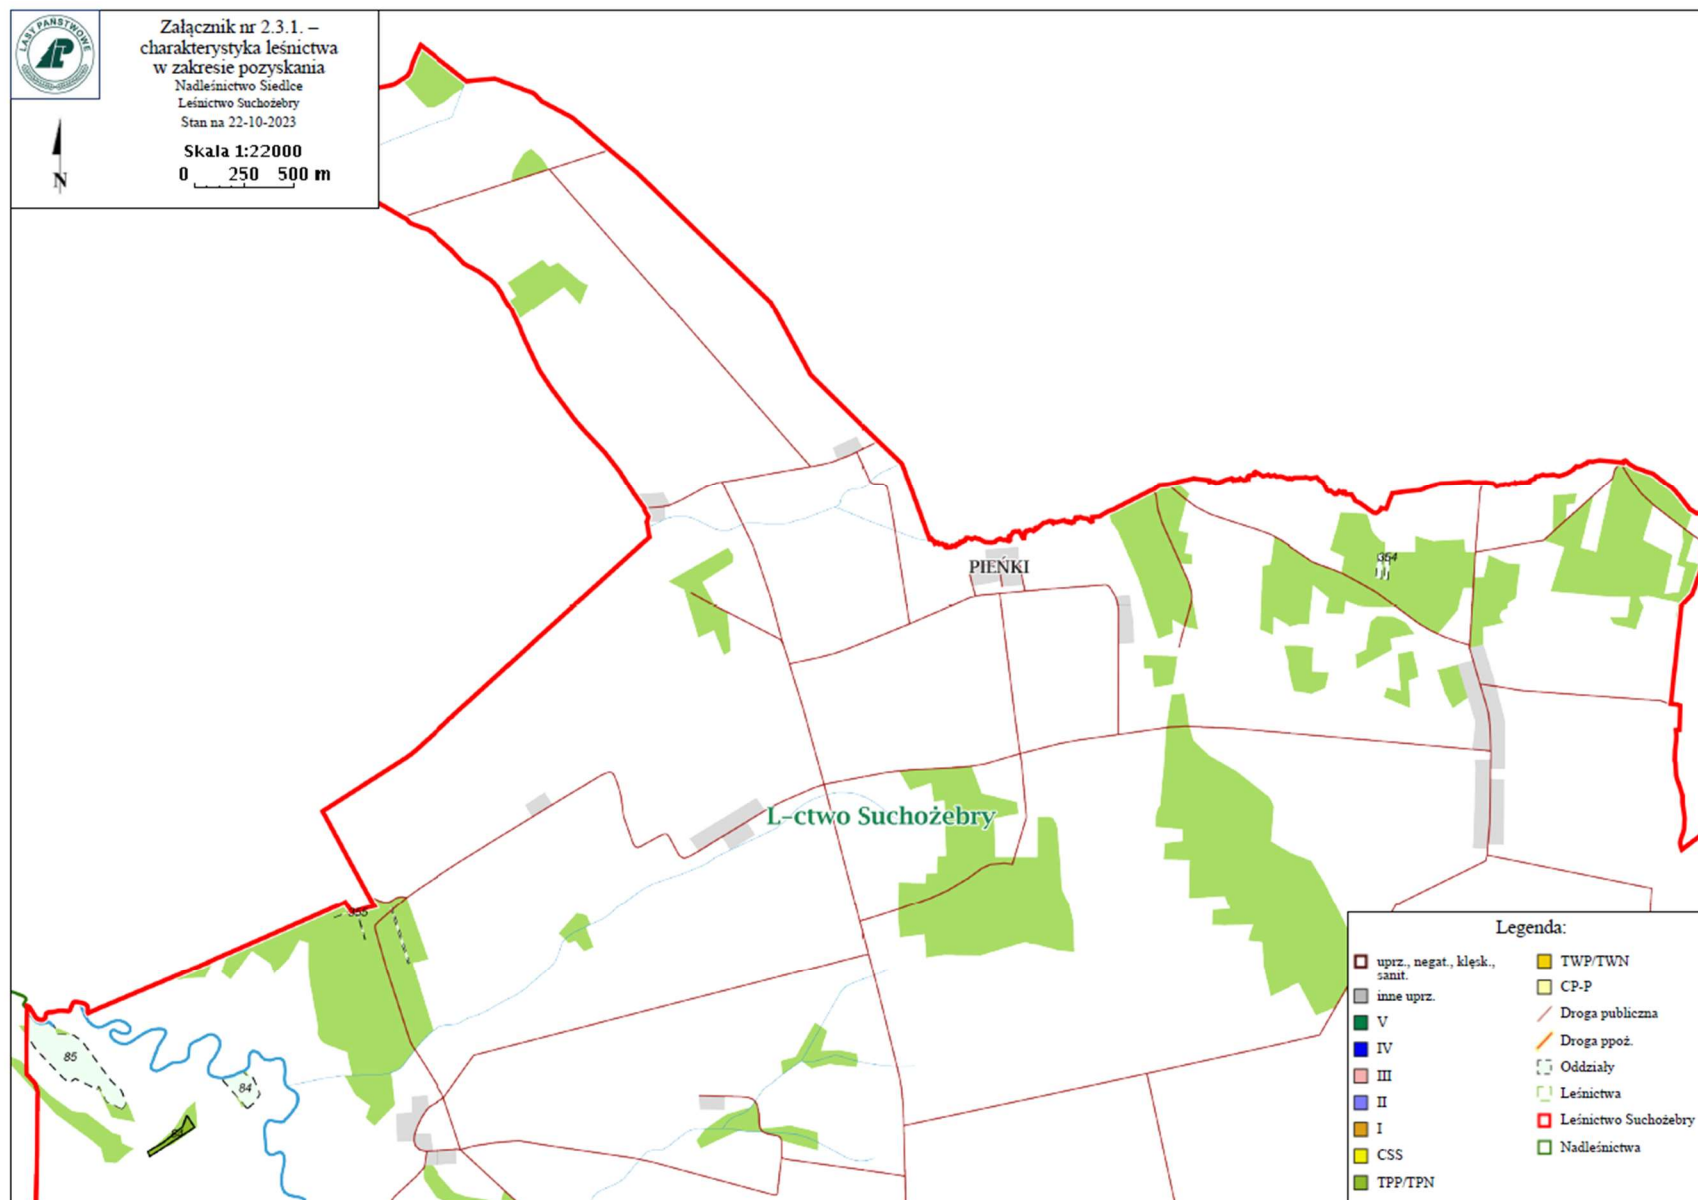 LASY PAŃSTWOWE
Załącznik nr 2.3.1. –
charakterystyka leśnictwa
w zakresie pozyskania
Nadleśnictwo Siedlce
Leśnictwo Suchożebry
Stan na 22-10-2023
Skala 1:22000
0 250 500 m
N
354
PIEŃKI
L-ctwo Suchożebry
355
85
84
Legenda:
uprz., negat., klęsk.,
sanit.
inne uprz.
V
IV
III
II
I
CSS
TPP/TPN
TWP/TWN
CP-P
Droga publiczna
Droga ppoż.
Oddziały
Leśnictwa
Leśnictwo Suchożebry
Nadleśnictwa